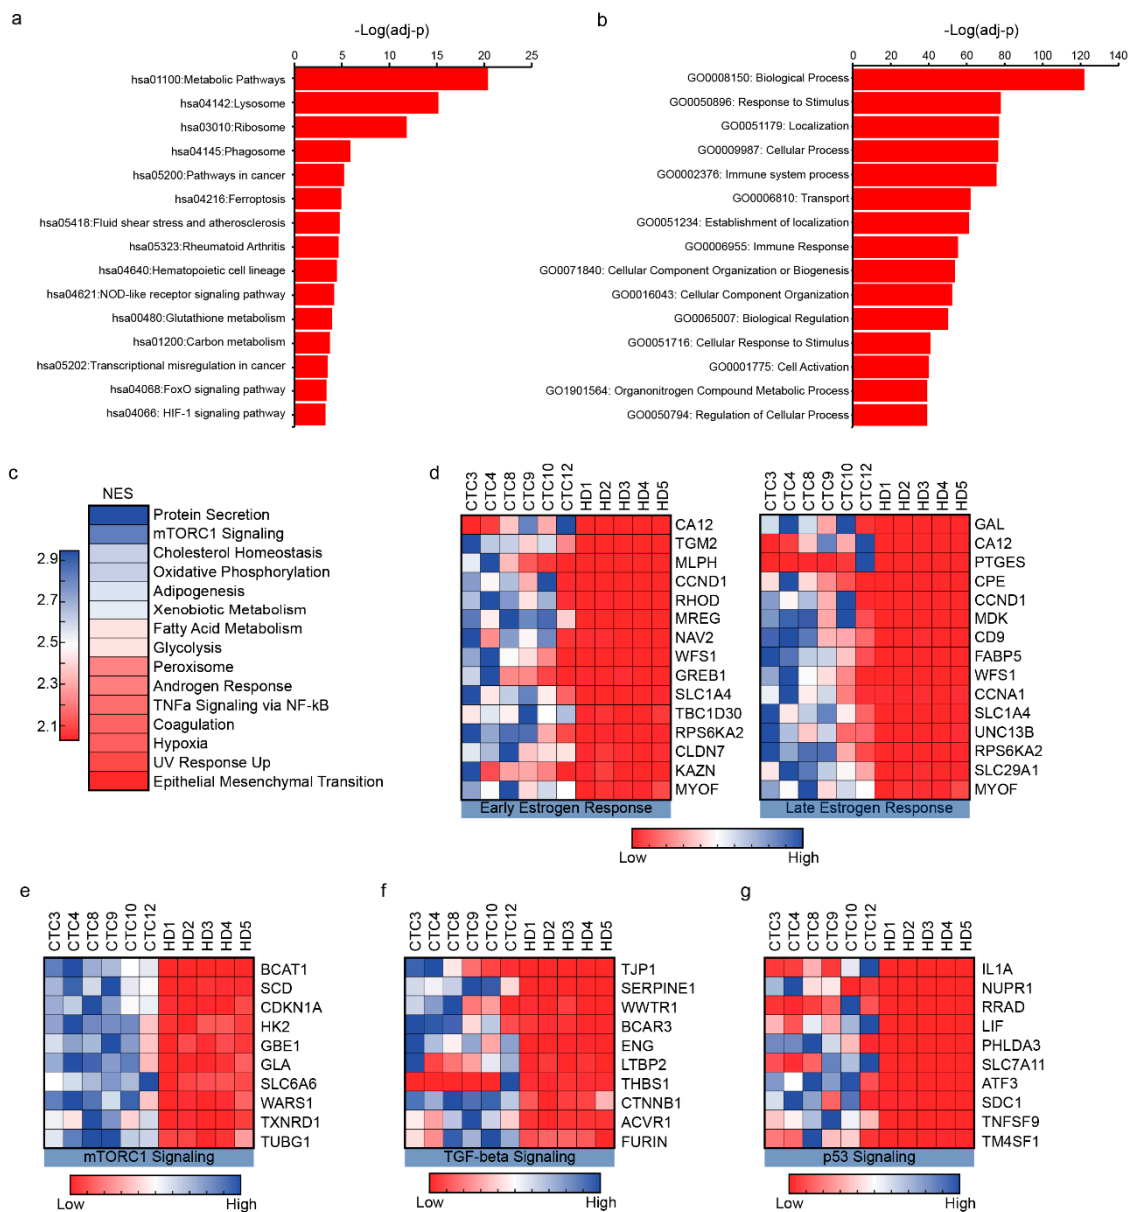 a
-Log(adj-p)
0 5 10 15 20 25
hsa01100:Metabolic Pathways
hsa04142:Lysosome
hsa03010:Ribosome
hsa04145:Phagosome
hsa05200:Pathways in cancer
hsa04216:Ferroptosis
hsa05418:Fluid shear stress and atherosclerosis
hsa05323:Rheumatoid Arthritis
hsa04640:Hematopoietic cell lineage
hsa04621:NOD-like receptor signaling pathway
hsa00480:Glutathione metabolism
hsa01200:Carbon metabolism
hsa05202:Transcriptional misregulation in cancer
hsa04068:FoxO signaling pathway
hsa04066: HIF-1 signaling pathway
b
-Log(adj-p)
0 20 40 60 80 100 120 140
GO0008150: Biological Process
GO0050896: Response to Stimulus
GO0051179: Localization
GO0009987: Cellular Process
GO0002376: Immune system process
GO0006810: Transport
GO0051234: Establishment of localization
GO0006955: Immune Response
GO0071840: Cellular Component Organization or Biogenesis
GO0016043: Cellular Component Organization
GO0065007: Biological Regulation
GO0051716: Cellular Response to Stimulus
GO0001775: Cell Activation
GO1901564: Organonitrogen Compound Metabolic Process
GO0050794: Regulation of Cellular Process
c
NES
2.9
2.7
2.5
2.3
2.1
Protein Secretion
mTORC1 Signaling
Cholesterol Homeostasis
Oxidative Phosphorylation
Adipogenesis
Xenobiotic Metabolism
Fatty Acid Metabolism
Glycolysis
Peroxisome
Androgen Response
TNFa Signaling via NF-kB
Coagulation
Hypoxia
UV Response Up
Epithelial Mesenchymal Transition
d
CTC3 CTC4 CTC8 CTC9 CTC10 CTC12 HD1 HD2 HD3 HD4 HD5
CA12
TGM2
MLPH
CCND1
RHOD
MREG
NAV2
WFS1
GREB1
SLC1A4
TBC1D30
RPS6KA2
CLDN7
KAZN
MYOF
Early Estrogen Response
CTC3 CTC4 CTC8 CTC9 CTC10 CTC12 HD1 HD2 HD3 HD4 HD5
GAL
CA12
PTGES
CPE
CCND1
MDK
CD9
FABP5
WFS1
CCNA1
SLC1A4
UNC13B
RPS6KA2
SLC29A1
MYOF
Late Estrogen Response
Low High
e
CTC3 CTC4 CTC8 CTC9 CTC10 CTC12 HD1 HD2 HD3 HD4 HD5
BCAT1
SCD
CDKN1A
HK2
GBE1
GLA
SLC6A6
WARS1
TXNRD1
TUBG1
mTORC1 Signaling
Low High
f
CTC3 CTC4 CTC8 CTC9 CTC10 CTC12 HD1 HD2 HD3 HD4 HD5
TJP1
SERPINE1
WWTR1
BCAR3
ENG
LTBP2
THBS1
CTNNB1
ACVR1
FURIN
TGF-beta Signaling
Low High
g
CTC3 CTC4 CTC8 CTC9 CTC10 CTC12 HD1 HD2 HD3 HD4 HD5
IL1A
NUPR1
RRAD
LIF
PHLDA3
SLC7A11
ATF3
SDC1
TNFSF9
TM4SF1
p53 Signaling
Low High